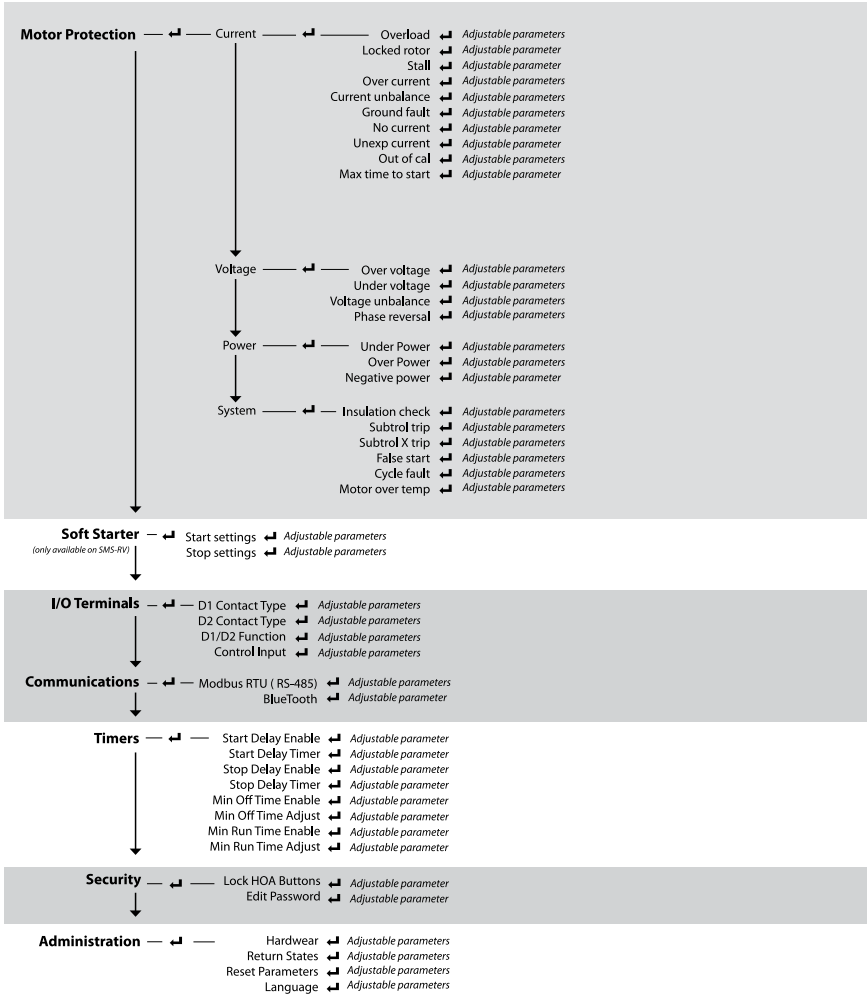 Motor Protection Current Overload Adjustable parameters
Locked rotor Adjustable parameter
Stall Adjustable parameter
Over current Adjustable parameters
Current unbalance Adjustable parameters
Ground fault Adjustable parameters
No current Adjustable parameter
Unexp current Adjustable parameter
Out of cal Adjustable parameters
Max time to start Adjustable parameter
Voltage Over voltage Adjustable parameters
Under voltage Adjustable parameters
Voltage unbalance Adjustable parameters
Phase reversal Adjustable parameters
Power Under Power Adjustable parameters
Over Power Adjustable parameters
Negative power Adjustable parameter
System Insulation check Adjustable parameters
Subtrol trip Adjustable parameters
Subtrol X trip Adjustable parameters
False start Adjustable parameters
Cycle fault Adjustable parameters
Motor over temp Adjustable parameters
Soft Starter Start settings Adjustable parameters
(only available on SMS-RV) Stop settings Adjustable parameters
I/O Terminals D1 Contact Type Adjustable parameters
D2 Contact Type Adjustable parameters
D1/D2 Function Adjustable parameters
Control Input Adjustable parameters
Communications Modbus RTU ( RS-485) Adjustable parameters
BlueTooth Adjustable parameter
Timers Start Delay Enable Adjustable parameter
Start Delay Timer Adjustable parameter
Stop Delay Enable Adjustable parameter
Stop Delay Timer Adjustable parameter
Min Off Time Enable Adjustable parameter
Min Off Time Adjust Adjustable parameter
Min Run Time Enable Adjustable parameter
Min Run Time Adjust Adjustable parameter
Security Lock HOA Buttons Adjustable parameter
Edit Password Adjustable parameter
Administration Hardwear Adjustable parameters
Return States Adjustable parameters
Reset Parameters Adjustable parameters
Language Adjustable parameters